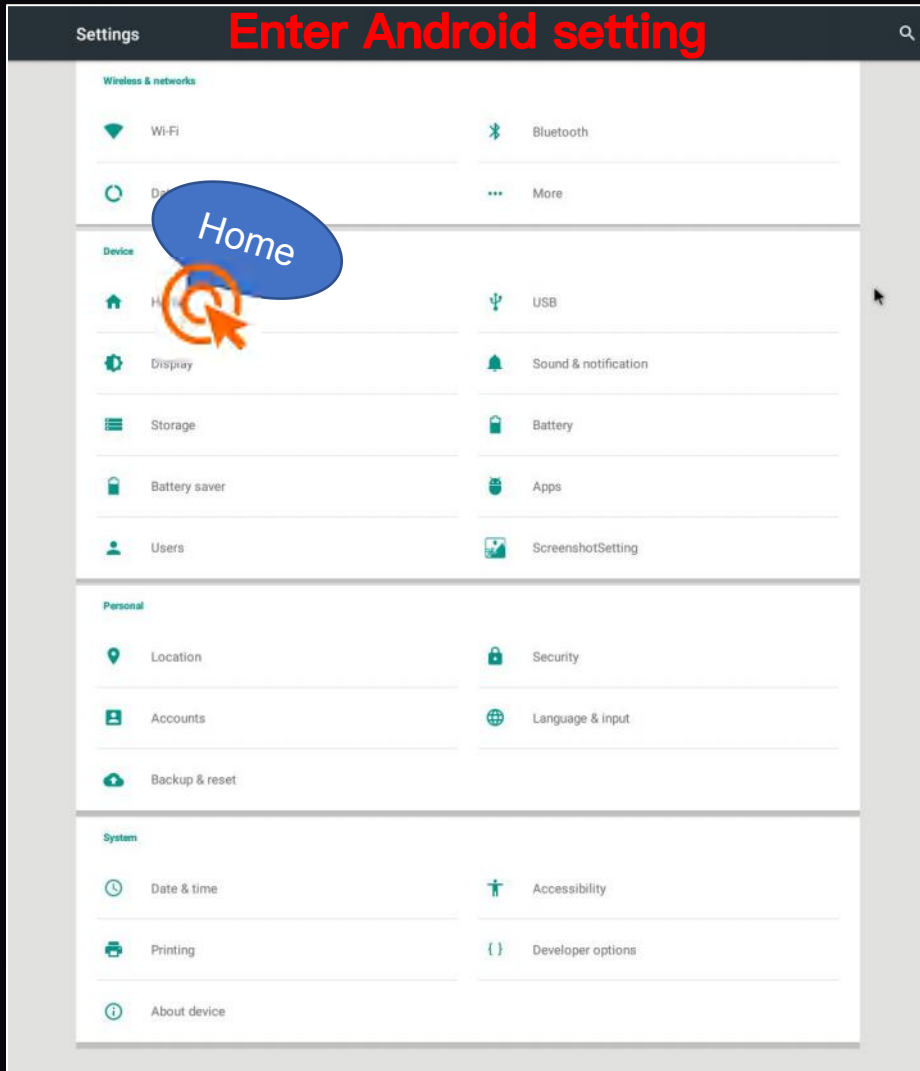 Settings
Enter Android setting
Wireless & networks
Wi-Fi
Bluetooth
More
Home
Device
USB
Display
Sound & notification
Storage
Battery
Battery saver
Apps
Users
ScreenshotSetting
Personal
Location
Security
Accounts
Language & input
Backup & reset
System
Date & time
Accessibility
Printing
{ } Developer options
About device